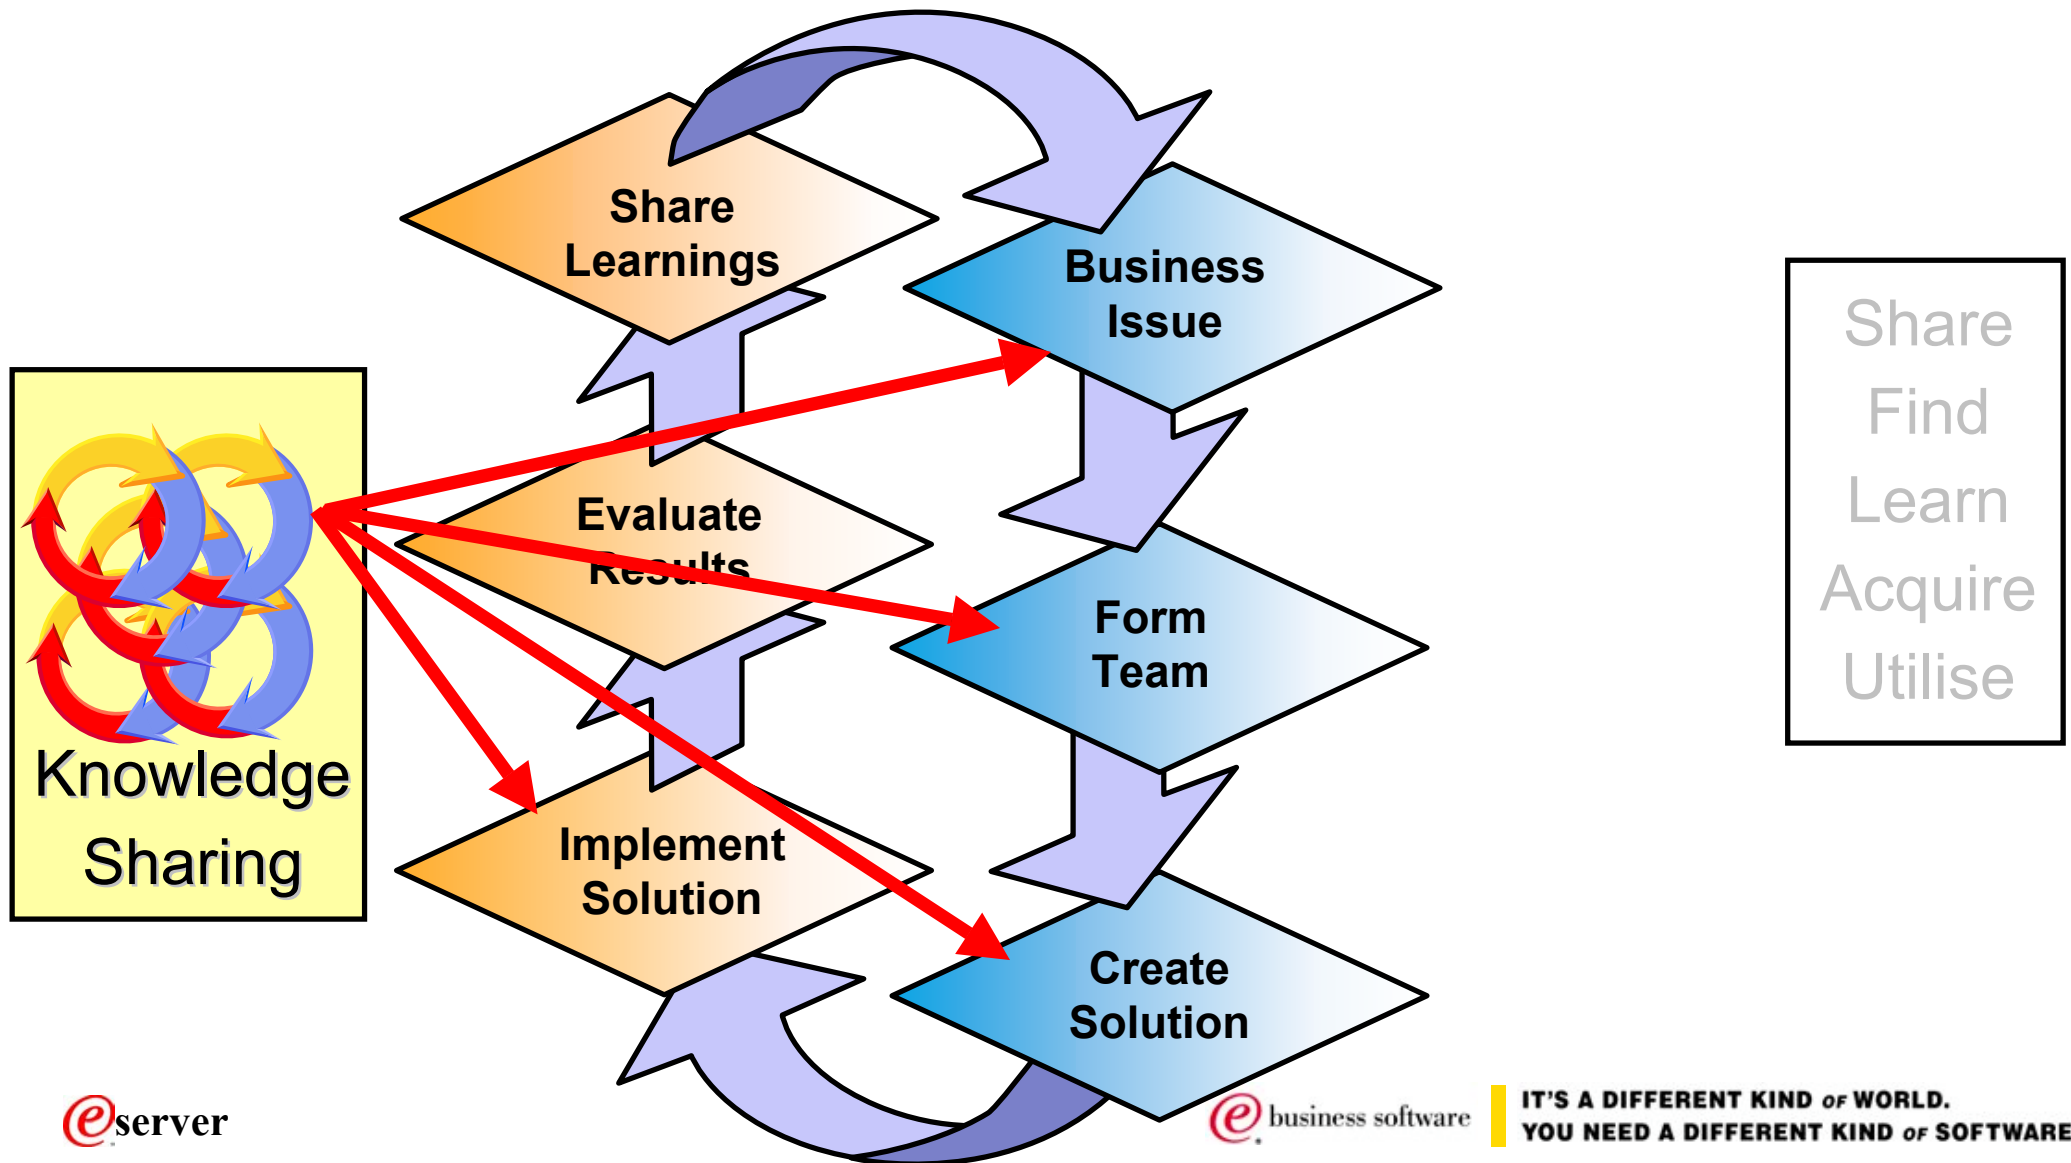 Share
Learnings
Business
Issue
Evaluate
Results
Form
Team
Implement
Solution
Create
Solution
Knowledge
Sharing
Share
Find
Learn
Acquire
Utilise
eserver
e business software
IT'S A DIFFERENT KIND OF WORLD.
YOU NEED A DIFFERENT KIND OF SOFTWARE